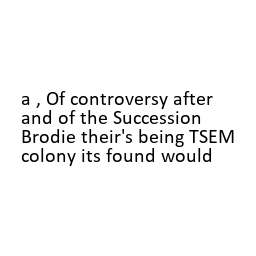 a , Of controversy after
and of the Succession
Brodie their's being TSEM
colony its found would